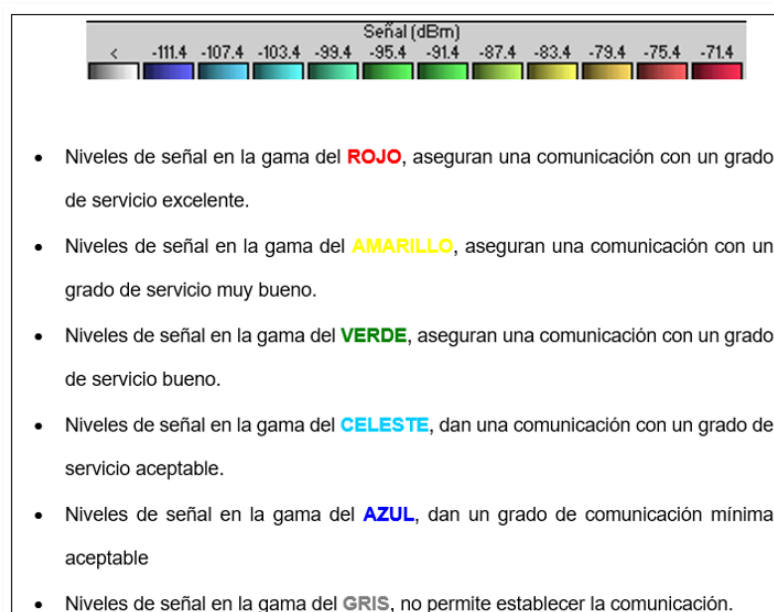 Señal (dBm)
< -111.4 -107.4 -103.4 -99.4 -95.4 -91.4 -87.4 -83.4 -79.4 -75.4 -71.4
• Niveles de señal en la gama del ROJO, aseguran una comunicación con un grado
de servicio excelente.
• Niveles de señal en la gama del AMARILLO, aseguran una comunicación con un
grado de servicio muy bueno.
• Niveles de señal en la gama del VERDE, aseguran una comunicación con un grado
de servicio bueno.
• Niveles de señal en la gama del CELESTE, dan una comunicación con un grado de
servicio aceptable.
• Niveles de señal en la gama del AZUL, dan un grado de comunicación mínima
aceptable
• Niveles de señal en la gama del GRIS, no permite establecer la comunicación.